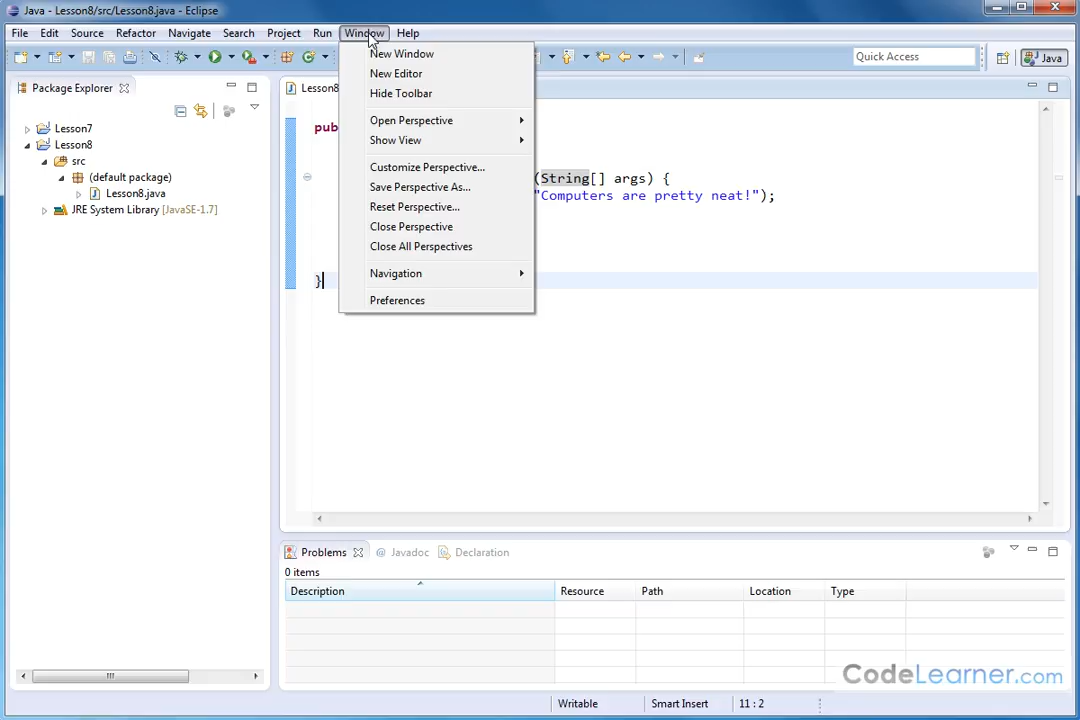 Java - Lesson8/src/Lesson8.java - Eclipse
File Edit Source Refactor Navigate Search Project Run Window Help
Quick Access
Java
Package Explorer
Lesson7
Lesson8
src
(default package)
Lesson8.java
JRE System Library [JavaSE-1.7]
New Window
New Editor
Hide Toolbar
Open Perspective
Show View
Customize Perspective...
Save Perspective As...
Reset Perspective...
Close Perspective
Close All Perspectives
Navigation
Preferences
Lesson8
pub
(String[] args) {
"Computers are pretty neat!");
}
Problems @ Javadoc Declaration
0 items
Description Resource Path Location Type
CodeLearner.com
Writable Smart Insert 11 : 2